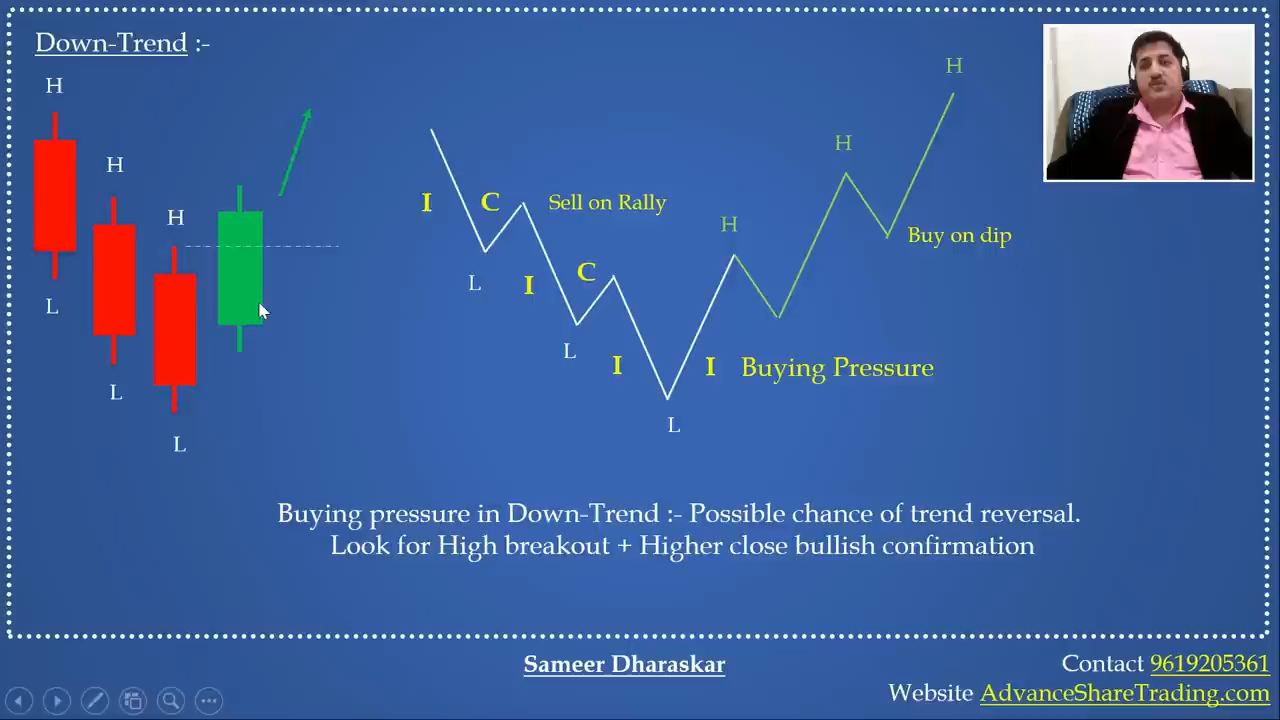 Down-Trend :-
H
H
H
L
L
L
I
C
Sell on Rally
L
I
C
L
I
L
I
Buying Pressure
H
H
H
Buy on dip
Buying pressure in Down-Trend :- Possible chance of trend reversal.
Look for High breakout + Higher close bullish confirmation
Sameer Dharaskar
Contact 9619205361
Website AdvanceShareTrading.com